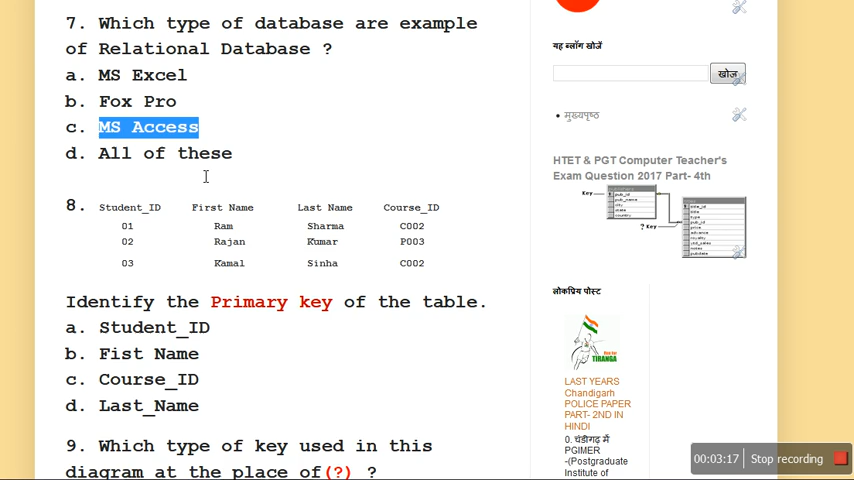 7. Which type of database are example
of Relational Database ?
a. MS Excel
b. Fox Pro
c. MS Access
d. All of these
8. Student_ID First Name Last Name Course_ID
01 Ram Sharma C002
02 Rajan Kumar P003
03 Kamal Sinha C002
Identify the Primary key of the table.
a. Student_ID
b. Fist Name
c. Course_ID
d. Last_Name
9. Which type of key used in this
diagram at the place of(?) ?
यह ब्लॉग खोजें
खोज
मुख्यपृष्ठ
HTET & PGT Computer Teacher's
Exam Question 2017 Part- 4th
Key
? Key
लोकप्रिय पोस्ट
TIRANGA
LAST YEARS
Chandigarh
POLICE PAPER
PART- 2ND IN
HINDI
0. चंडीगढ़ में
PGIMER
-(Postgraduate
Institute of
00:03:17 Stop recording